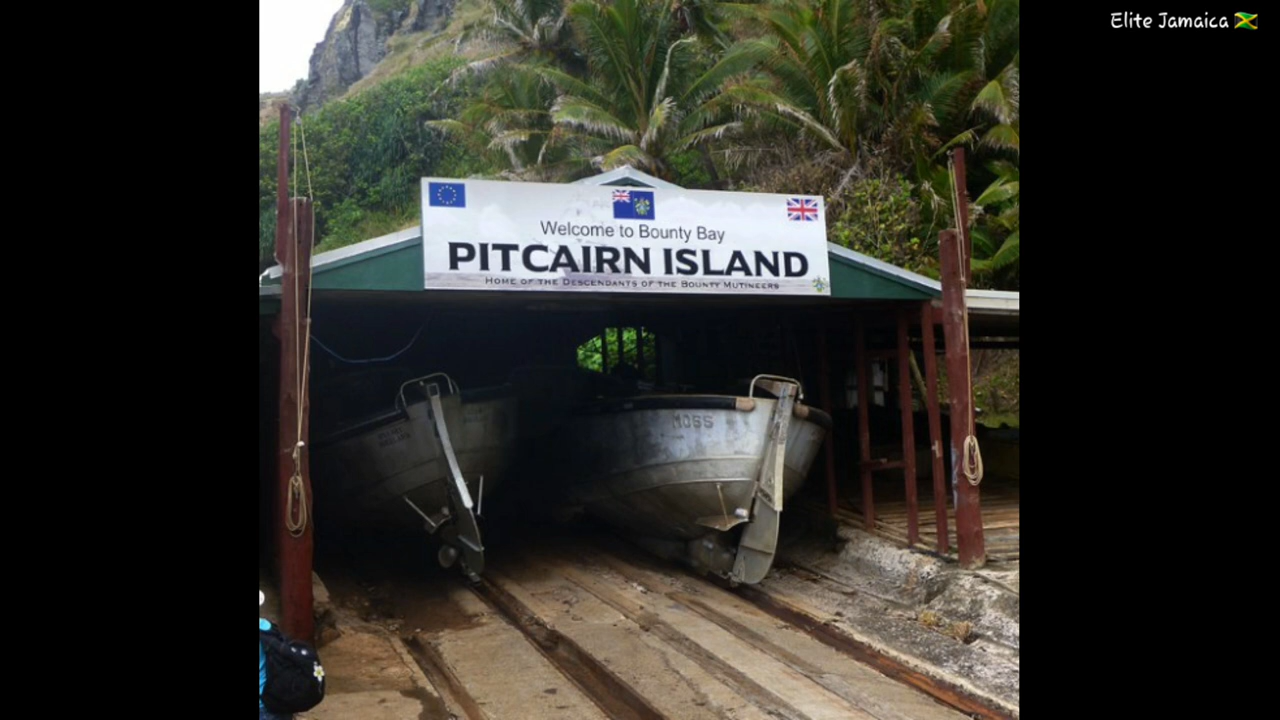 Elite Jamaica 🇯🇲
Welcome to Bounty Bay
PITCAIRN ISLAND
HOME OF THE DESCENDANTS OF THE BOUNTY MUTINEERS
MOSS